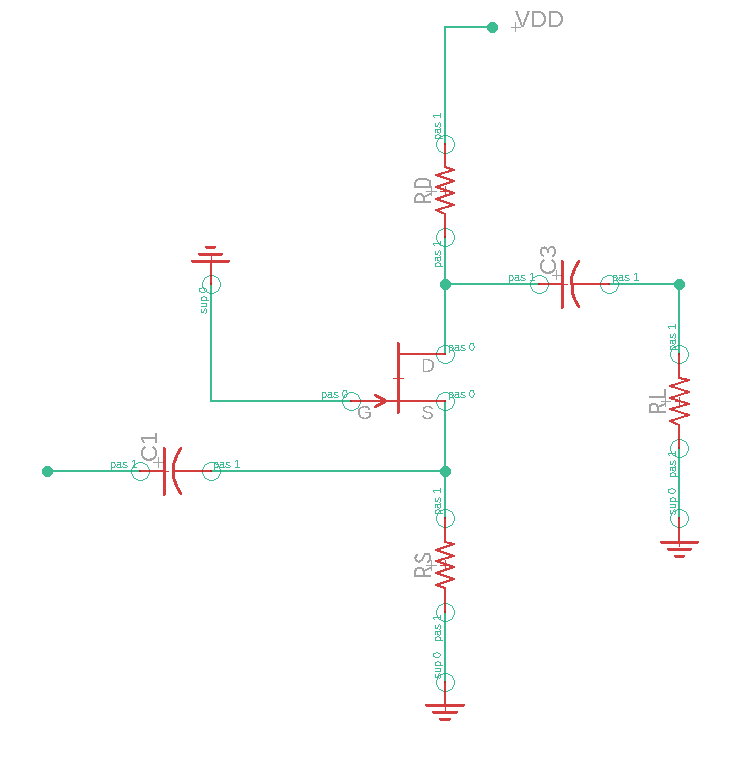 VDD
pas 1
RD
pas 1
C3
pas 1
pas 1
sup 0
pas 0
D
pas 1
pas 0
pas 0
G
S
RL
C1
pas 1
pas 1
pas 1
sup 0
pas 1
RS
pas 1
sup 0